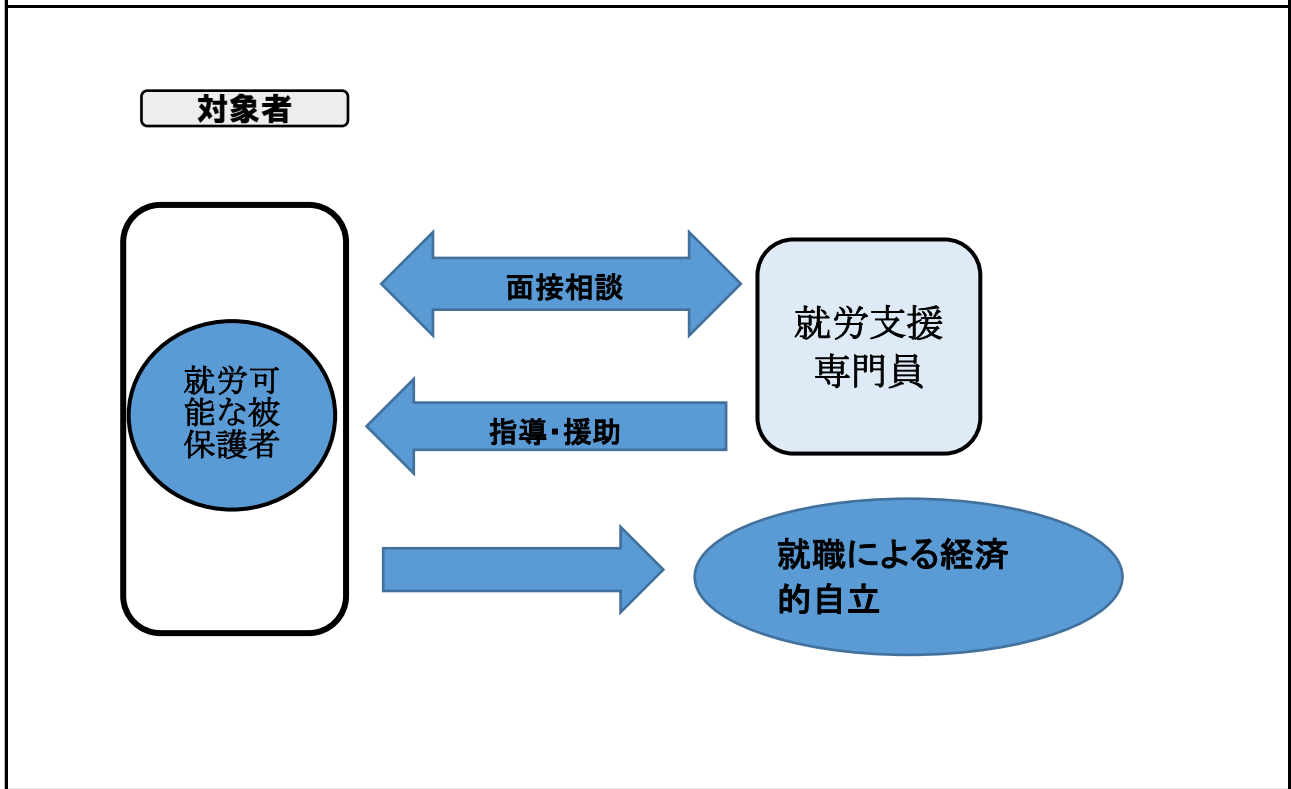 対象者
面接相談
就労支援
専門員
就労可
能な被
保護者
指導・援助
就職による経済
的自立